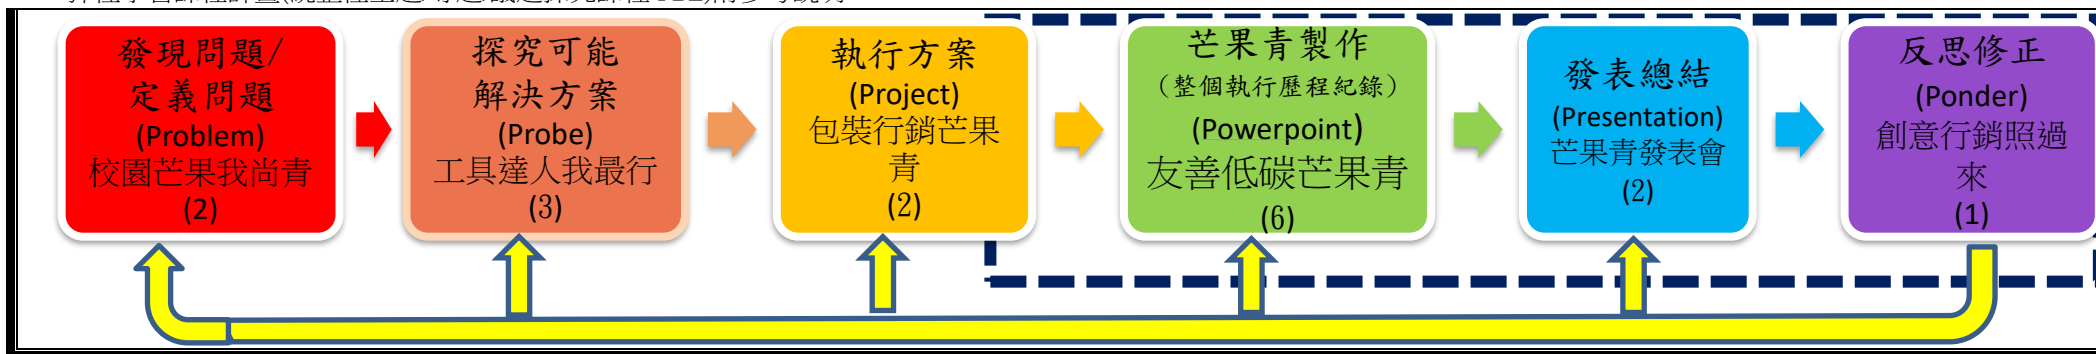 發現問題/
定義問題
(Problem)
校園芒果我尚青
(2)
探究可能
解決方案
(Probe)
工具達人我最行
(3)
執行方案
(Project)
包裝行銷芒果
青
(2)
芒果青製作
（整個執行歷程紀錄）
(Powerpoint)
友善低碳芒果青
(6)
發表總結
(Presentation)
芒果青發表會
(2)
反思修正
(Ponder)
創意行銷照過
來
(1)